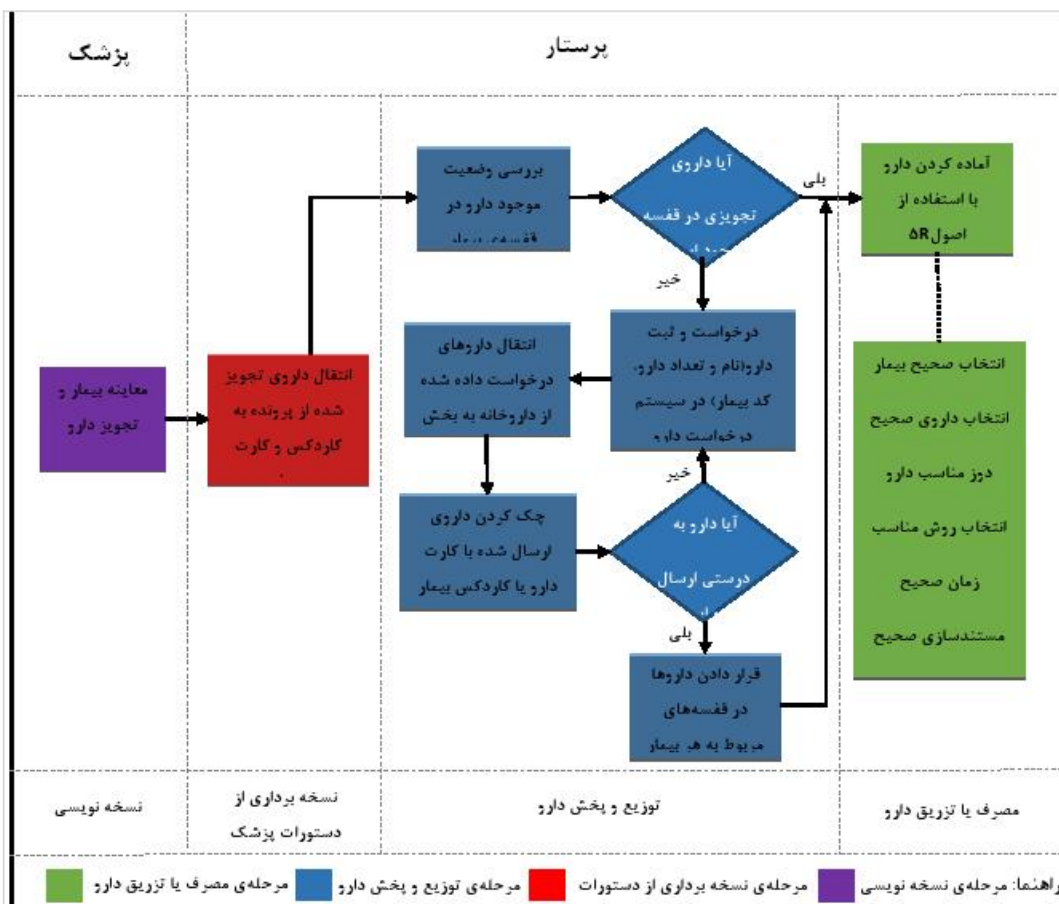 پزشک
پرستار
معاینه بیمار و
تجویز دارو
انتقال داروی تجویز
شده از پرونده به
کاردکس و کارت
بررسی وضعیت
موجود دارو در
قفسه‌ی بیمار
آیا داروی
تجویزی در قفسه
بلی
خیر
درخواست و ثبت
دارو(نام و تعداد دارو،
کد بیمار) در سیستم
درخواست دارو
انتقال داروهای
درخواست داده شده
از داروخانه به بخش
چک کردن داروی
ارسال شده با کارت
دارو یا کاردکس بیمار
آیا دارو به
درستی ارسال
خیر
بلی
قرار دادن داروها
در قفسه‌های
مربوط به هر بیمار
آماده کردن دارو
با استفاده از
اصول ۵R
انتخاب صحیح بیمار
انتخاب داروی صحیح
دوز مناسب دارو
انتخاب روش مناسب
زمان صحیح
مستندسازی صحیح
نسخه نویسی
نسخه برداری از
دستورات پزشک
توزیع و پخش دارو
مصرف یا تزریق دارو
راهنما: مرحله‌ی نسخه نویسی مرحله‌ی نسخه برداری از دستورات مرحله‌ی توزیع و پخش دارو مرحله‌ی مصرف یا تزریق دارو